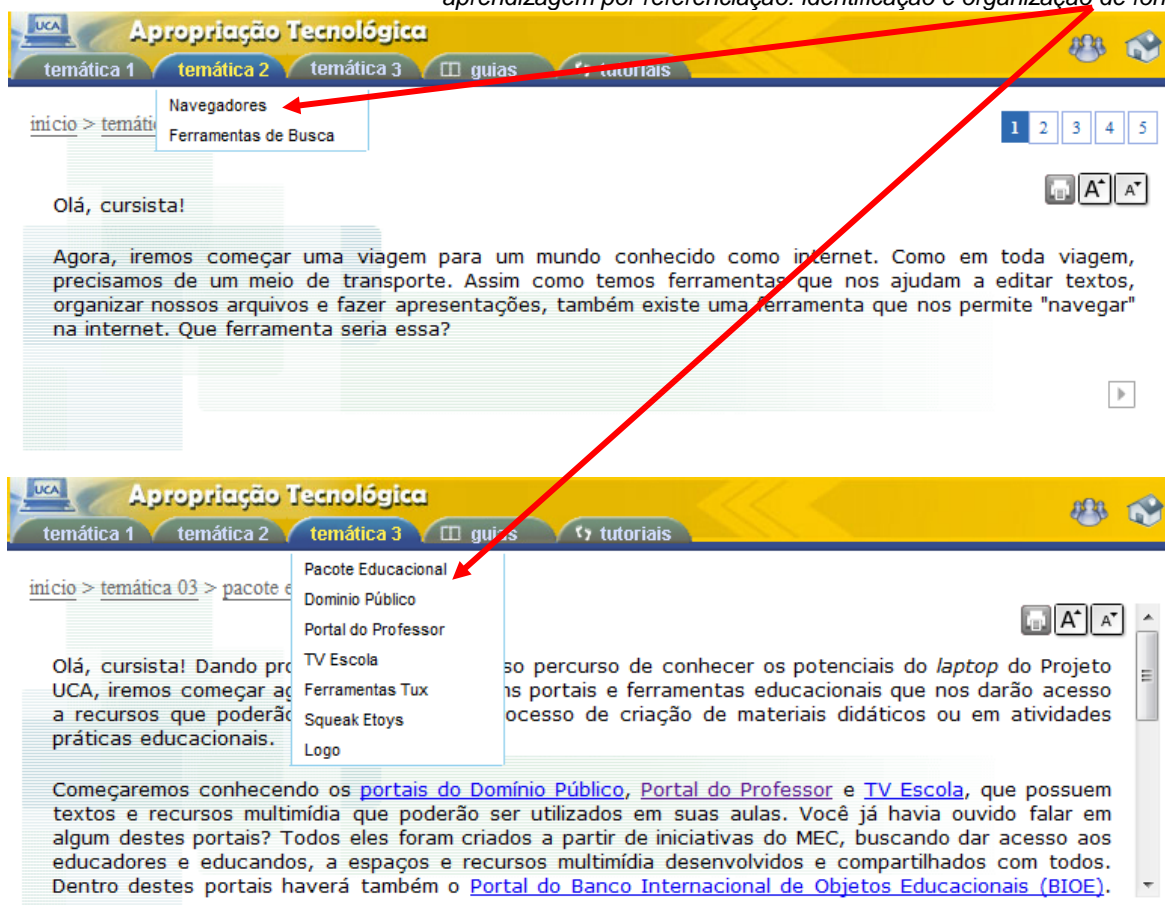 aprendizagem por referenciação: identificação e organização de fon
UCA Apropriação Tecnológica
temática 1 temática 2 temática 3 guias tutoriais
Navegadores
Ferramentas de Busca
início > temáti
1 2 3 4 5
A A
Olá, cursista!
Agora, iremos começar uma viagem para um mundo conhecido como internet. Como em toda viagem,
precisamos de um meio de transporte. Assim como temos ferramentas que nos ajudam a editar textos,
organizar nossos arquivos e fazer apresentações, também existe uma ferramenta que nos permite "navegar"
na internet. Que ferramenta seria essa?
UCA Apropriação Tecnológica
temática 1 temática 2 temática 3 guias tutoriais
Pacote Educacional
Dominio Público
Portal do Professor
TV Escola
Ferramentas Tux
Squeak Etoys
Logo
início > temática 03 > pacote e
A A
Olá, cursista! Dando pro so percurso de conhecer os potenciais do laptop do Projeto
UCA, iremos começar ag ns portais e ferramentas educacionais que nos darão acesso
a recursos que poderão ocesso de criação de materiais didáticos ou em atividades
práticas educacionais.
Começaremos conhecendo os portais do Domínio Público, Portal do Professor e TV Escola, que possuem
textos e recursos multimídia que poderão ser utilizados em suas aulas. Você já havia ouvido falar em
algum destes portais? Todos eles foram criados a partir de iniciativas do MEC, buscando dar acesso aos
educadores e educandos, a espaços e recursos multimídia desenvolvidos e compartilhados com todos.
Dentro destes portais haverá também o Portal do Banco Internacional de Objetos Educacionais (BIOE).